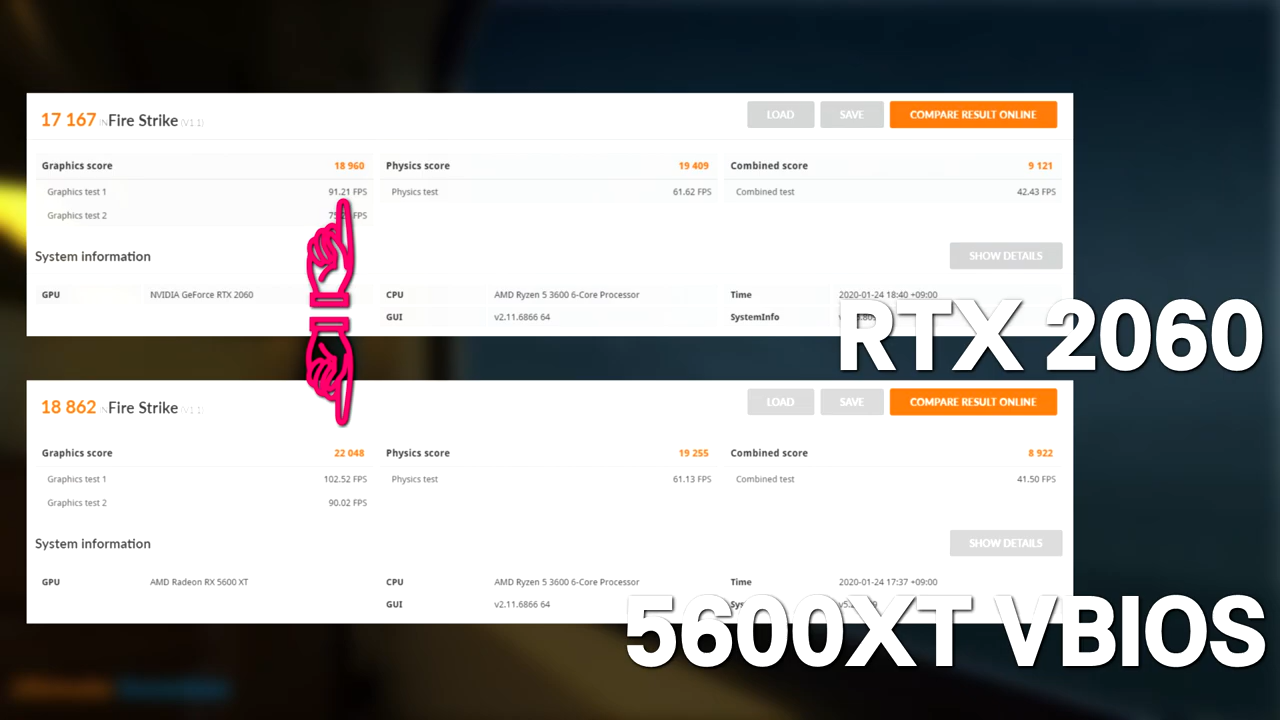 17 167 IN Fire Strike (V1.1)
LOAD SAVE COMPARE RESULT ONLINE
Graphics score 18 960 Physics score 19 409 Combined score 9 121
Graphics test 1 91.21 FPS Physics test 61.62 FPS Combined test 42.43 FPS
Graphics test 2 FPS
System information SHOW DETAILS
GPU NVIDIA GeForce RTX 2060 CPU AMD Ryzen 5 3600 6-Core Processor Time 2020-01-24 18:40 +09:00
GUI v2.11.6866 64 SystemInfo
RTX 2060
18 862 IN Fire Strike (V1.1)
LOAD SAVE COMPARE RESULT ONLINE
Graphics score 22 048 Physics score 19 255 Combined score 8 922
Graphics test 1 102.52 FPS Physics test 61.13 FPS Combined test 41.50 FPS
Graphics test 2 90.02 FPS
System information SHOW DETAILS
GPU AMD Radeon RX 5600 XT CPU AMD Ryzen 5 3600 6-Core Processor Time 2020-01-24 17:37 +09:00
GUI v2.11.6866 64
5600XT VBIOS